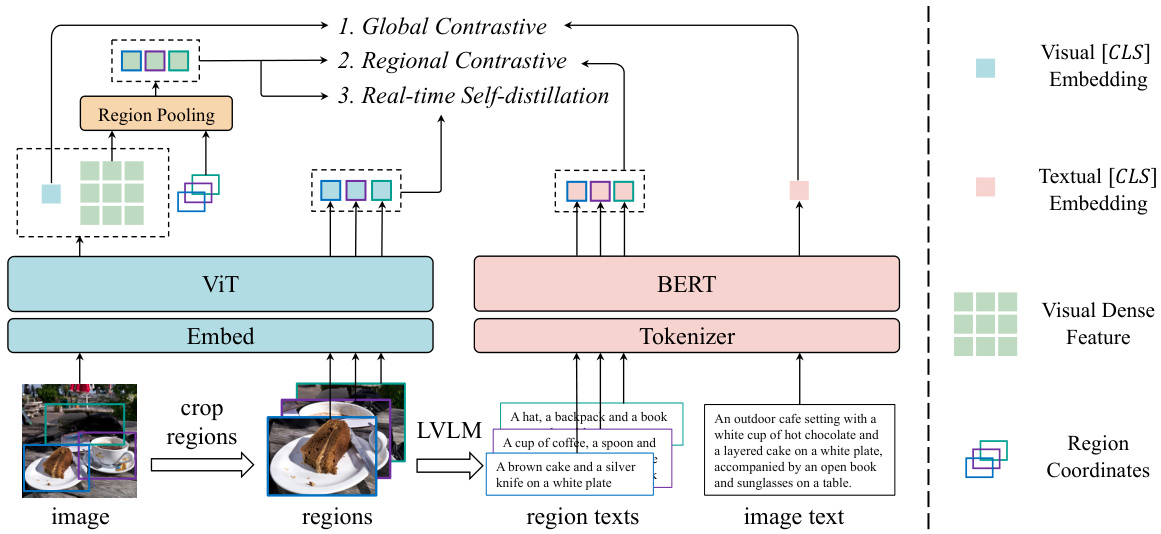 1. Global Contrastive
2. Regional Contrastive
3. Real-time Self-distillation
Region Pooling
ViT
Embed
BERT
Tokenizer
crop
regions
LVLM
A hat, a backpack and a book
A cup of coffee, a spoon and
A brown cake and a silver
knife on a white plate
An outdoor cafe setting with a
white cup of hot chocolate and
a layered cake on a white plate,
accompanied by an open book
and sunglasses on a table.
image
regions
region texts
image text
Visual [CLS]
Embedding
Textual [CLS]
Embedding
Visual Dense
Feature
Region
Coordinates